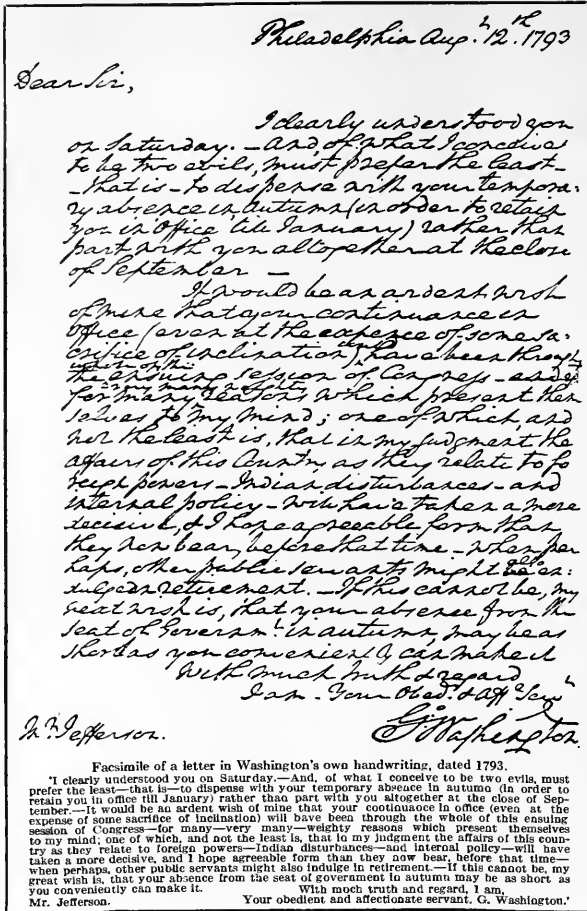 Philadelphia Aug.t 12.th 1793
Dear Sir,
I clearly understood you
on Saturday. – And, of what I conceive
to be two evils, must prefer the least –
– that is – to dispense with your tempora:
ry absence in autumn (in order to retain
you in Office till January) rather than
part with you altogether at the close
of September –
It would be an ardent wish
of mine that your continuance in
Office (even at the expence of some sa:
crifice of inclination) have been through
the ensuing session of Congress –
for many reasons which present them
selves to my mind; one of which, and
not the least is, that in my judgment the
affairs of this Country, as they relate to fo
reign powers – Indian disturbances – and
internal policy – will have taken a more
decisive, & I hope agreeable form than
they now bear, before that time – when per
haps, other public servants might also in:
dulge in retirement. – If this cannot be, my
great wish is, that your absence from the
seat of Governm.t in autumn, may be as
short as you conveniently can make it
With much truth & regard
I am – Your Obed.t & Aff.e Serv.t
G.o Washington.
M.r Jefferson.
Facsimile of a letter in Washington's own handwriting, dated 1793.
'I clearly understood you on Saturday.—And, of what I conceive to be two evils, must
prefer the least—that is—to dispense with your temporary absence in autumn (in order to
retain you in office till January) rather than part with you altogether at the close of Sep-
tember.—It would be an ardent wish of mine that your continuance in office (even at the
expense of some sacrifice of inclination) will have been through the whole of this ensuing
session of Congress—for many—very many—weighty reasons which present themselves
to my mind; one of which, and not the least is, that in my judgment the affairs of this coun-
try as they relate to foreign powers—Indian disturbances—and internal policy—will have
taken a more decisive, and I hope agreeable form than they now bear, before that time—
when perhaps, other public servants might also indulge in retirement.—If this cannot be, my
great wish is, that your absence from the seat of government in autumn may be as short as
you conveniently can make it. With much truth and regard, I am,
Mr. Jefferson. Your obedient and affectionate servant, G. Washington.'